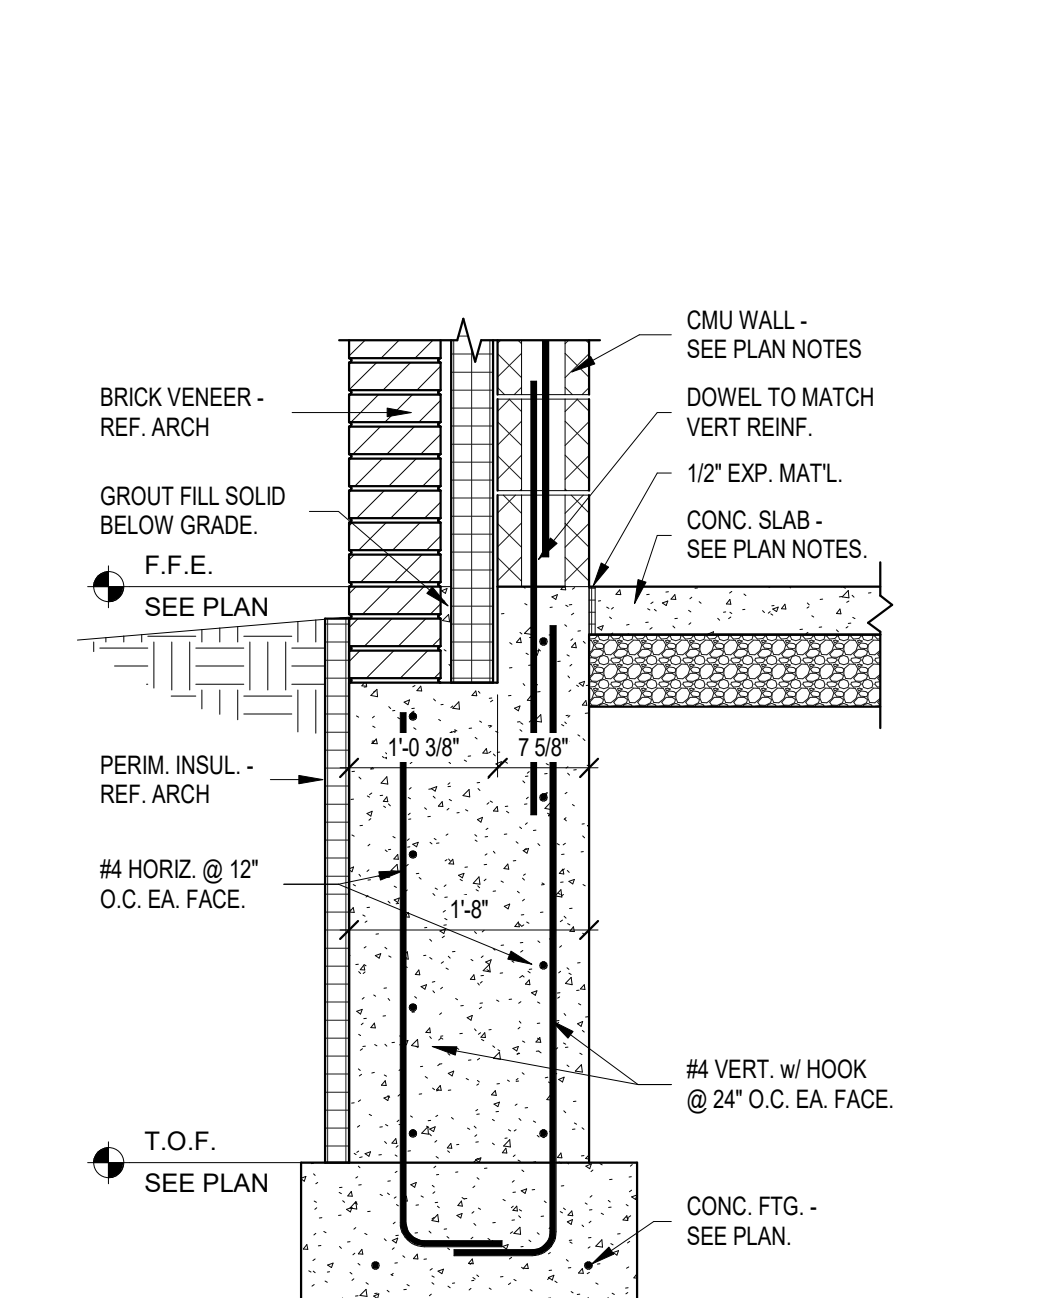 CMU WALL -
SEE PLAN NOTES
BRICK VENEER -
REF. ARCH
DOWEL TO MATCH
VERT REINF.
1/2" EXP. MAT'L.
GROUT FILL SOLID
BELOW GRADE.
CONC. SLAB -
SEE PLAN NOTES.
F.F.E.
SEE PLAN
1'-0 3/8"
7 5/8"
PERIM. INSUL. -
REF. ARCH
#4 HORIZ. @ 12"
O.C. EA. FACE.
1'-8"
#4 VERT. w/ HOOK
@ 24" O.C. EA. FACE.
T.O.F.
SEE PLAN
CONC. FTG. -
SEE PLAN.